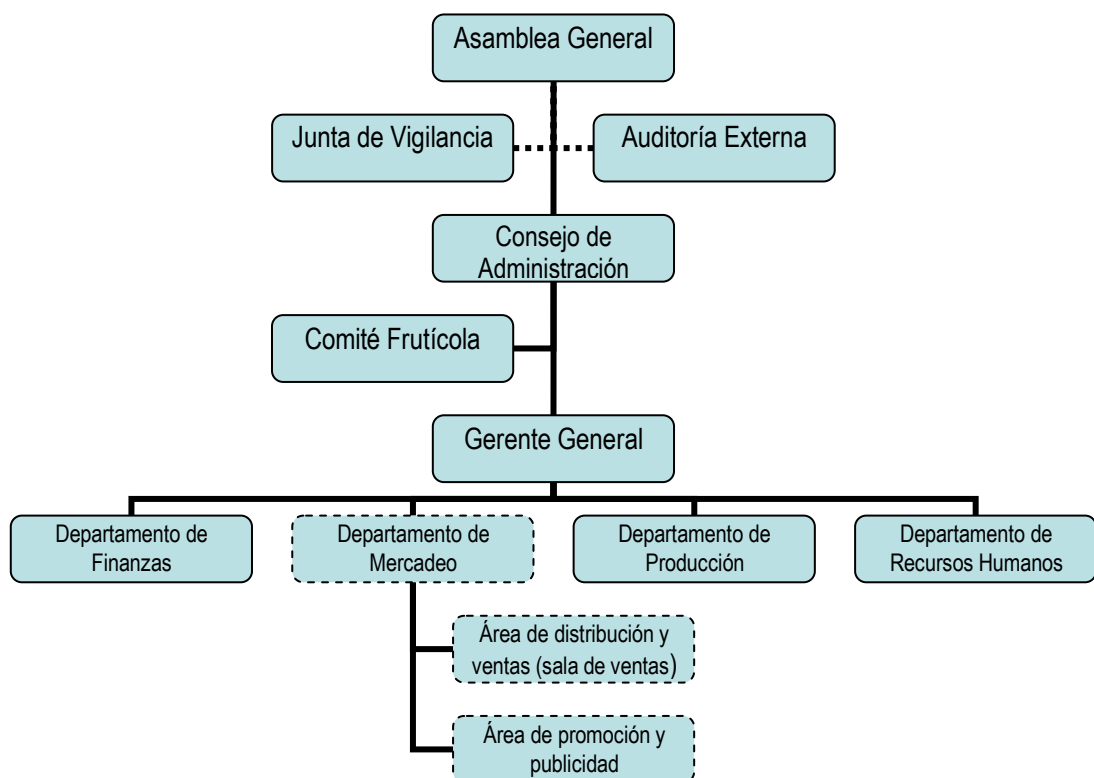 Asamblea General
Junta de Vigilancia
Auditoría Externa
Consejo de
Administración
Comité Frutícola
Gerente General
Departamento de
Finanzas
Departamento de
Mercadeo
Departamento de
Producción
Departamento de
Recursos Humanos
Área de distribución y
ventas (sala de ventas)
Área de promoción y
publicidad